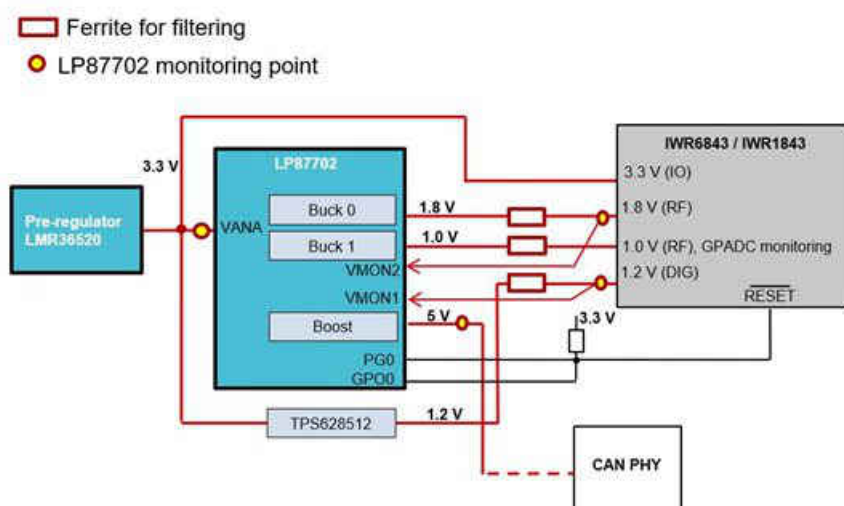 Ferrite for filtering
LP87702 monitoring point
IWR6843 / IWR1843
3.3 V
LP87702
3.3 V (IO)
Pre-regulator
LMR36520
VANA
Buck 0
1.8 V
1.8 V (RF)
Buck 1
1.0 V
1.0 V (RF), GPADC monitoring
VMON2
1.2 V (DIG)
VMON1
RESET
Boost
5 V
3.3 V
PG0
GPO0
TPS628512
1.2 V
CAN PHY